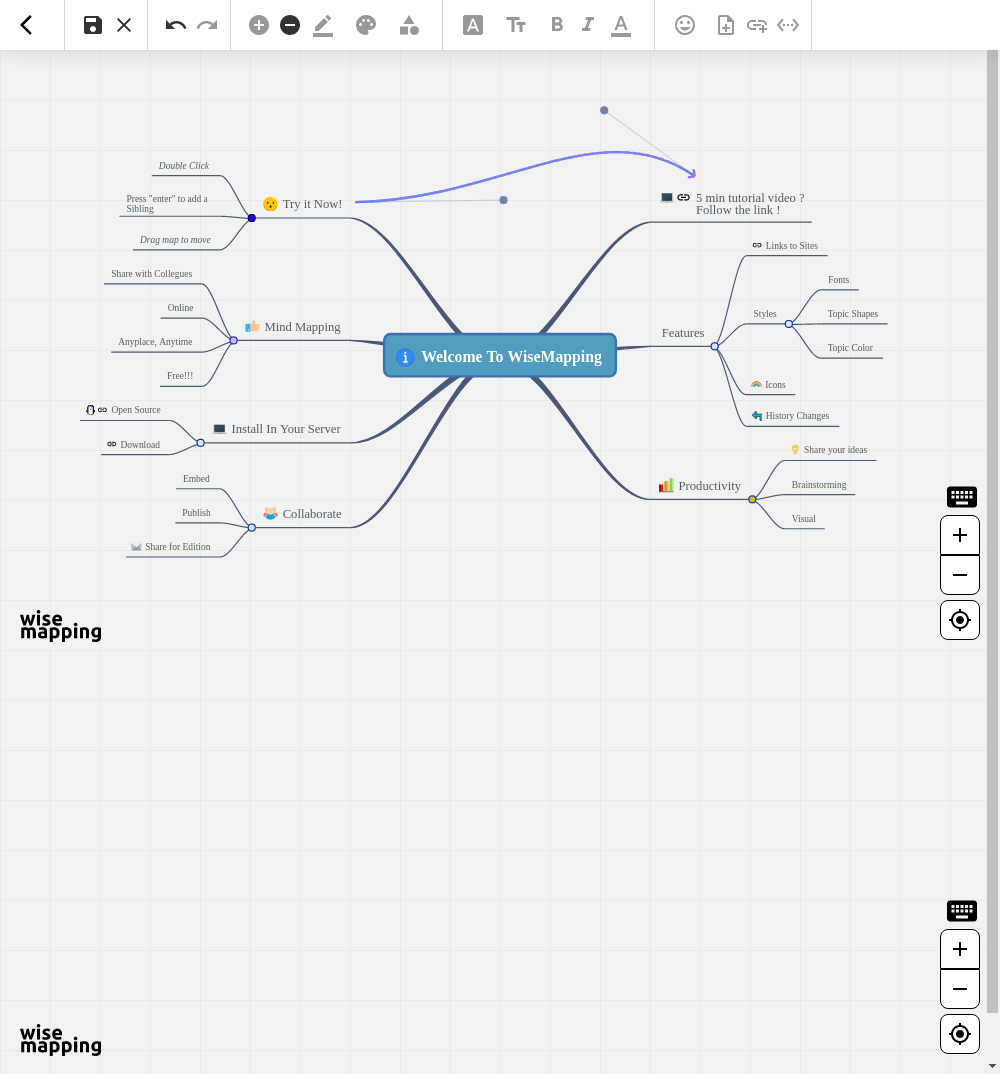 Double Click
Press "enter" to add a
Sibling
Drag map to move
Try it Now!
5 min tutorial video ?
Follow the link !
Share with Collegues
Online
Anyplace, Anytime
Free!!!
Mind Mapping
Welcome To WiseMapping
Features
Links to Sites
Styles
Fonts
Topic Shapes
Topic Color
Icons
History Changes
Open Source
Download
Install In Your Server
Embed
Publish
Share for Edition
Collaborate
Productivity
Share your ideas
Brainstorming
Visual
wise
mapping
wise
mapping